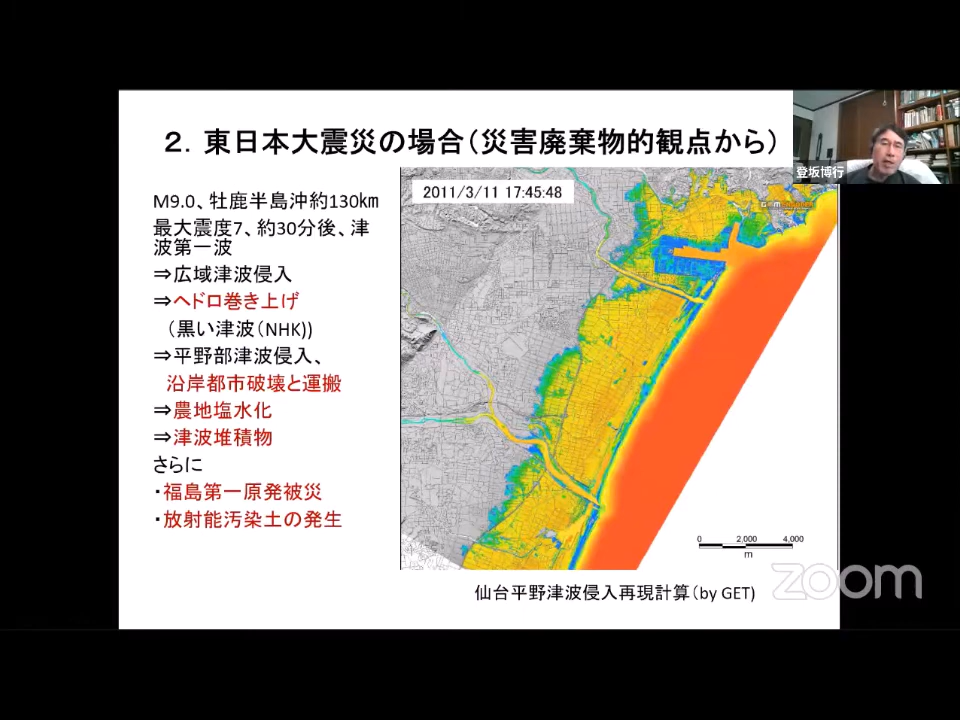 2．東日本大震災の場合(災害廃棄物的観点から)
登坂博行
2011/3/11 17:45:48
M9.0、牡鹿半島沖約130㎞
最大震度7、約30分後、津
波第一波
⇒広域津波侵入
⇒ヘドロ巻き上げ
(黒い津波(NHK))
⇒平野部津波侵入、
沿岸都市破壊と運搬
⇒農地塩水化
⇒津波堆積物
さらに
・福島第一原発被災
・放射能汚染土の発生
0 2,000 4,000
m
仙台平野津波侵入再現計算(by GET)
zoom